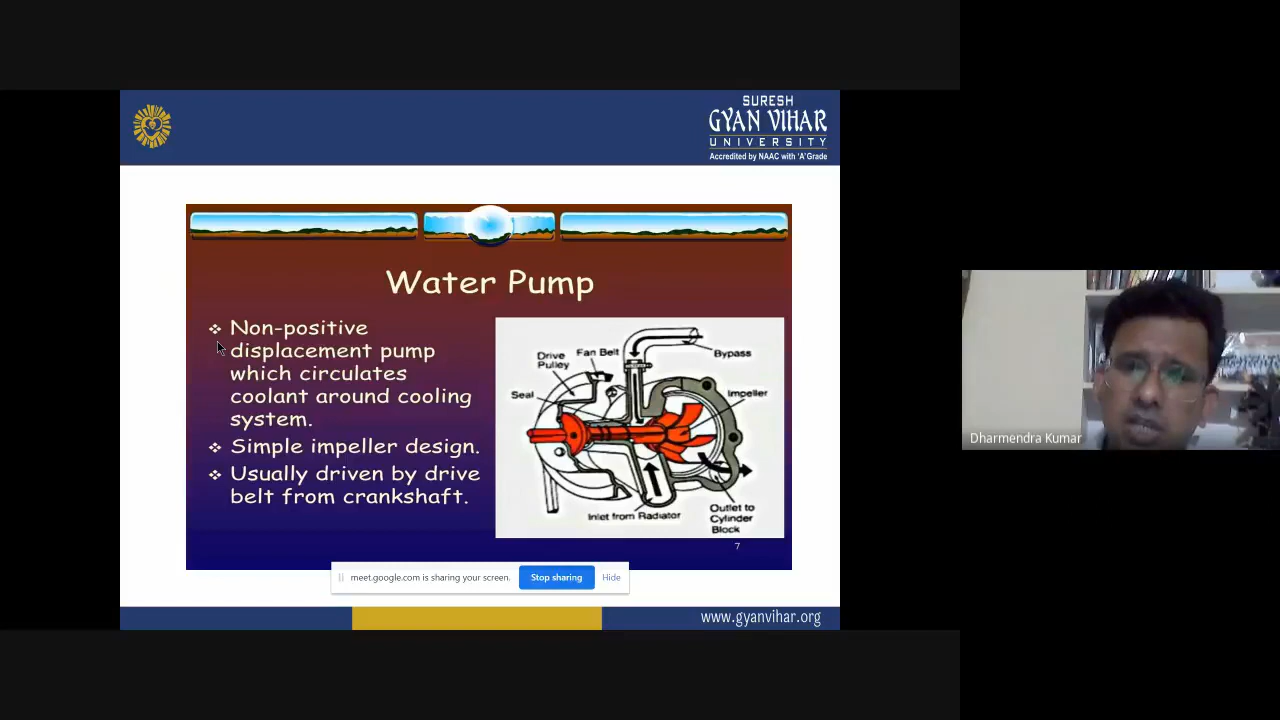 SURESH
GYAN VIHAR
UNIVERSITY
Accredited by NAAC with 'A' Grade
Water Pump
❖ Non-positive
displacement pump
which circulates
coolant around cooling
system.
❖ Simple impeller design.
❖ Usually driven by drive
belt from crankshaft.
Drive
Pulley
Fan Belt
Bypass
Seal
Impeller
Inlet from Radiator
Outlet to
Cylinder
Block
7
meet.google.com is sharing your screen.
Stop sharing
Hide
www.gyanvihar.org
Dharmendra Kumar